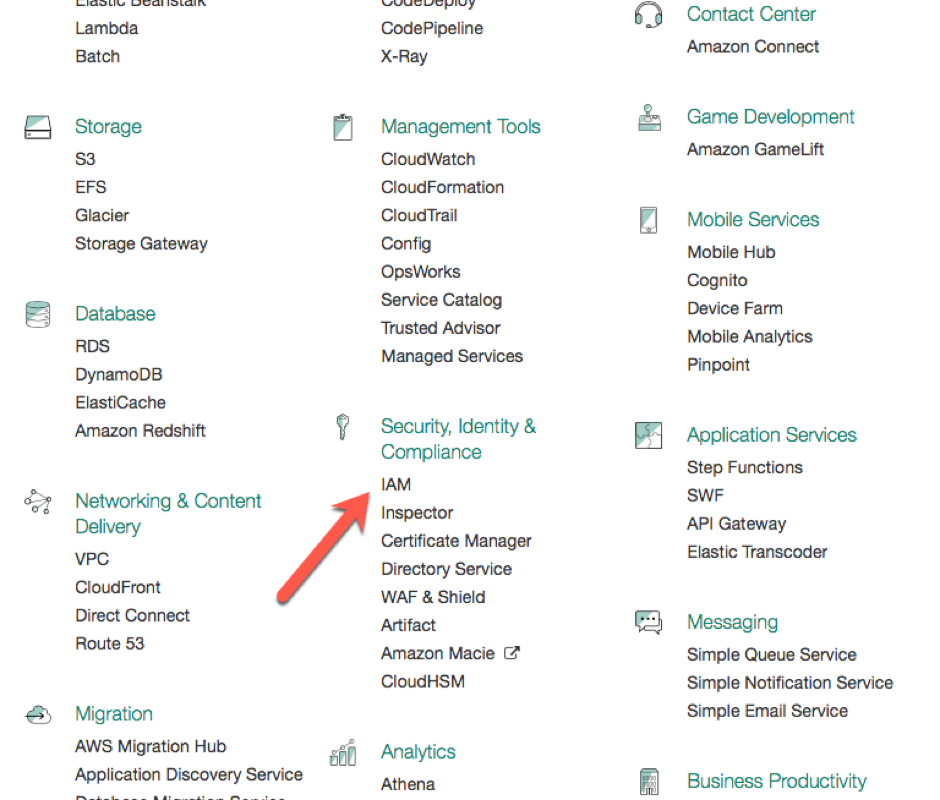 Elastic Beanstalk
Lambda
Batch
Storage
S3
EFS
Glacier
Storage Gateway
Database
RDS
DynamoDB
ElastiCache
Amazon Redshift
Networking & Content
Delivery
VPC
CloudFront
Direct Connect
Route 53
Migration
AWS Migration Hub
Application Discovery Service
Database Migration Service
CodeDeploy
CodePipeline
X-Ray
Management Tools
CloudWatch
CloudFormation
CloudTrail
Config
OpsWorks
Service Catalog
Trusted Advisor
Managed Services
Security, Identity &
Compliance
IAM
Inspector
Certificate Manager
Directory Service
WAF & Shield
Artifact
Amazon Macie
CloudHSM
Analytics
Athena
Contact Center
Amazon Connect
Game Development
Amazon GameLift
Mobile Services
Mobile Hub
Cognito
Device Farm
Mobile Analytics
Pinpoint
Application Services
Step Functions
SWF
API Gateway
Elastic Transcoder
Messaging
Simple Queue Service
Simple Notification Service
Simple Email Service
Business Productivity